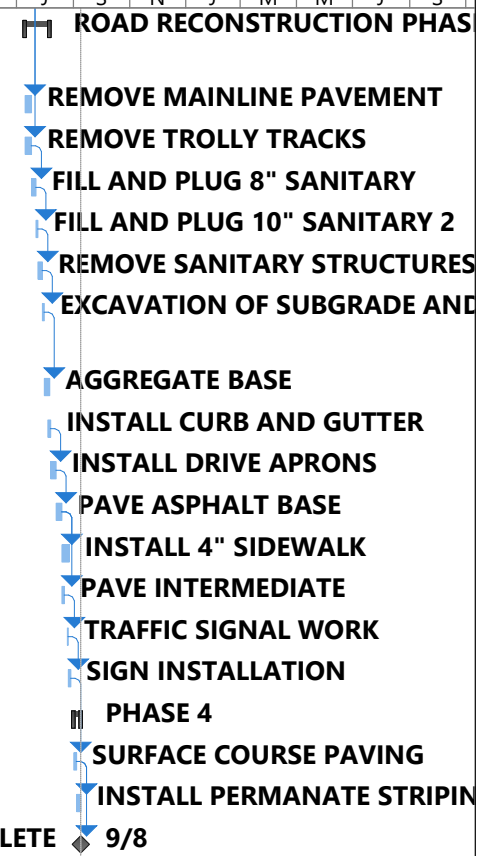 J S N J M M J S
ROAD RECONSTRUCTION PHAS
REMOVE MAINLINE PAVEMENT
REMOVE TROLLY TRACKS
FILL AND PLUG 8" SANITARY
FILL AND PLUG 10" SANITARY 2
REMOVE SANITARY STRUCTURES
EXCAVATION OF SUBGRADE AND
AGGREGATE BASE
INSTALL CURB AND GUTTER
INSTALL DRIVE APRONS
PAVE ASPHALT BASE
INSTALL 4" SIDEWALK
PAVE INTERMEDIATE
TRAFFIC SIGNAL WORK
SIGN INSTALLATION
PHASE 4
SURFACE COURSE PAVING
INSTALL PERMANATE STRIPIN
LETE 9/8